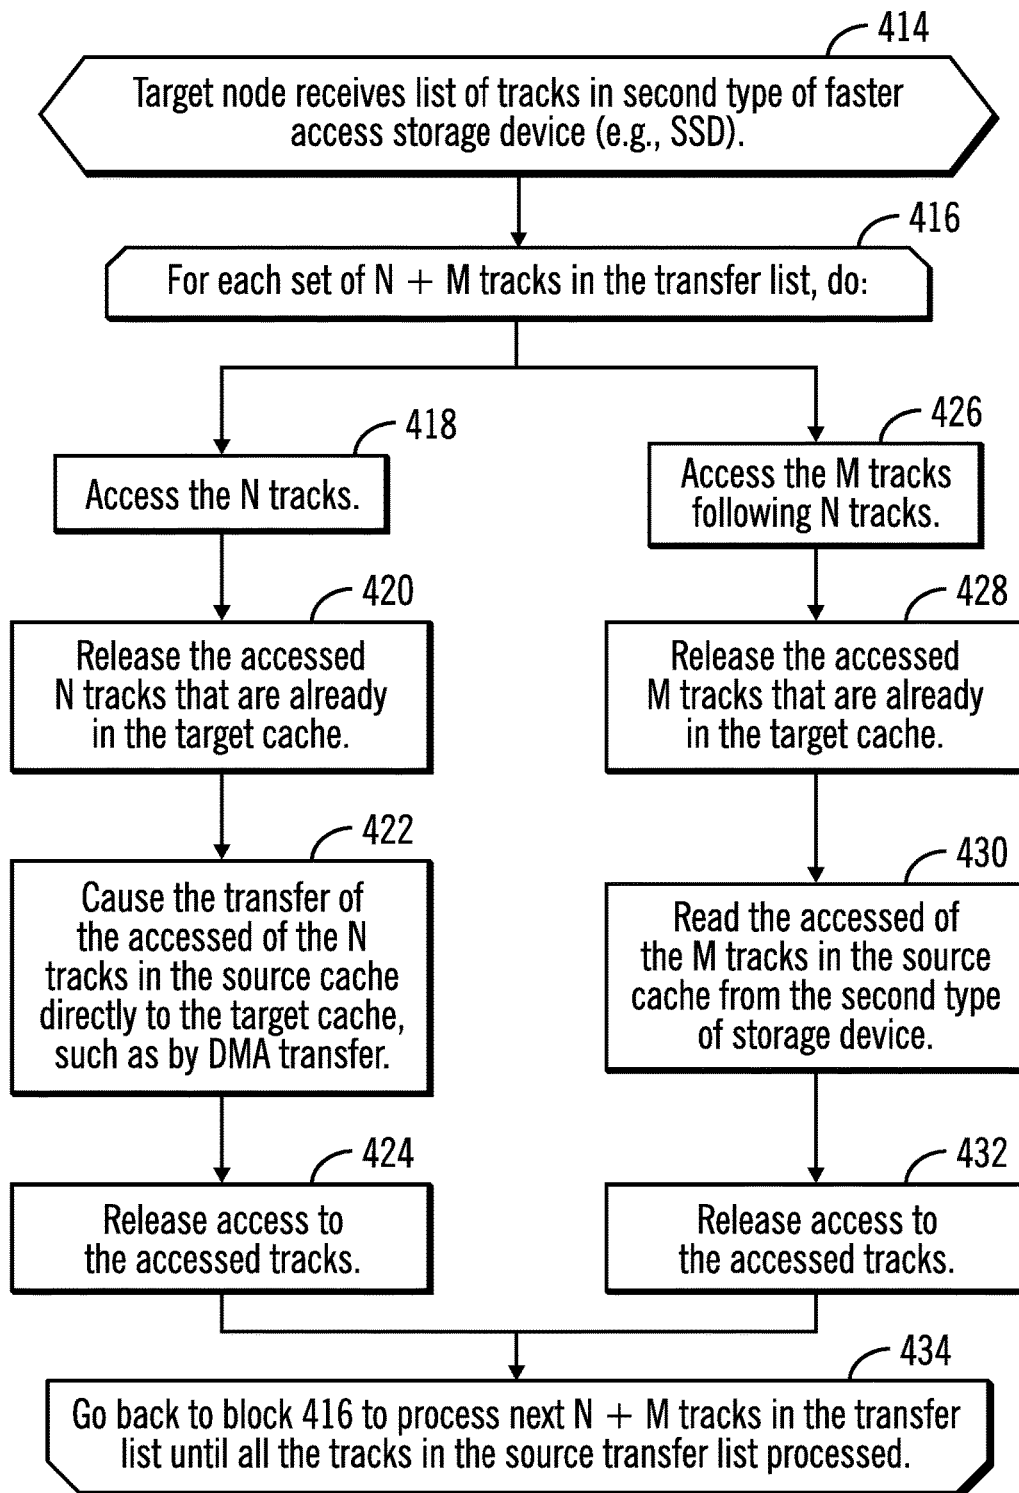 414
Target node receives list of tracks in second type of faster
access storage device (e.g., SSD).
416
For each set of N + M tracks in the transfer list, do:
418
Access the N tracks.
420
Release the accessed
N tracks that are already
in the target cache.
422
Cause the transfer of
the accessed of the N
tracks in the source cache
directly to the target cache,
such as by DMA transfer.
424
Release access to
the accessed tracks.
426
Access the M tracks
following N tracks.
428
Release the accessed
M tracks that are already
in the target cache.
430
Read the accessed of
the M tracks in the source
cache from the second type
of storage device.
432
Release access to
the accessed tracks.
434
Go back to block 416 to process next N + M tracks in the transfer
list until all the tracks in the source transfer list processed.